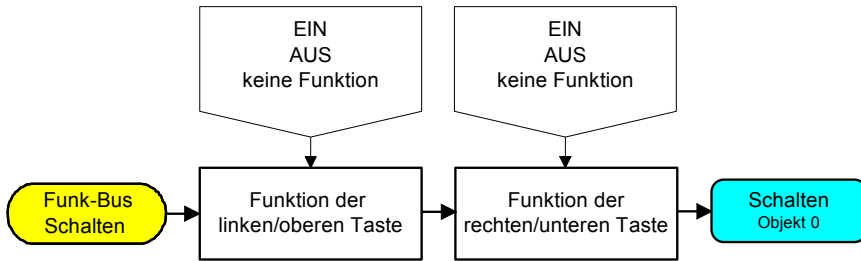 EIN
AUS
keine Funktion
EIN
AUS
keine Funktion
Funk-Bus
Schalten
Funktion der
linken/oberen Taste
Funktion der
rechten/unteren Taste
Schalten
Objekt 0